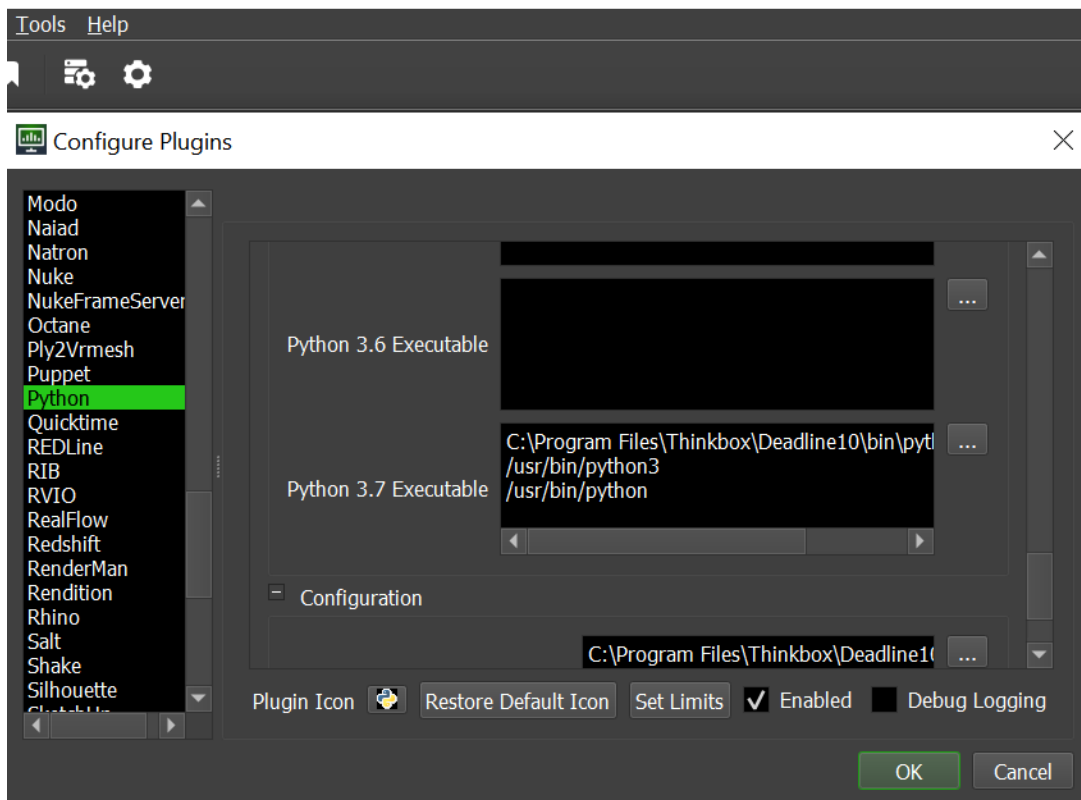 Tools Help
Configure Plugins
Modo
Naiad
Natron
Nuke
NukeFrameServer
Octane
Ply2Vrmesh
Puppet
Python
Quicktime
REDLine
RIB
RVIO
RealFlow
Redshift
RenderMan
Rendition
Rhino
Salt
Shake
Silhouette
...
Python 3.6 Executable
C:\Program Files\Thinkbox\Deadline10\bin\pyt
...
/usr/bin/python3
Python 3.7 Executable
/usr/bin/python
Configuration
C:\Program Files\Thinkbox\Deadline1
...
Plugin Icon Restore Default Icon Set Limits Enabled Debug Logging
OK Cancel